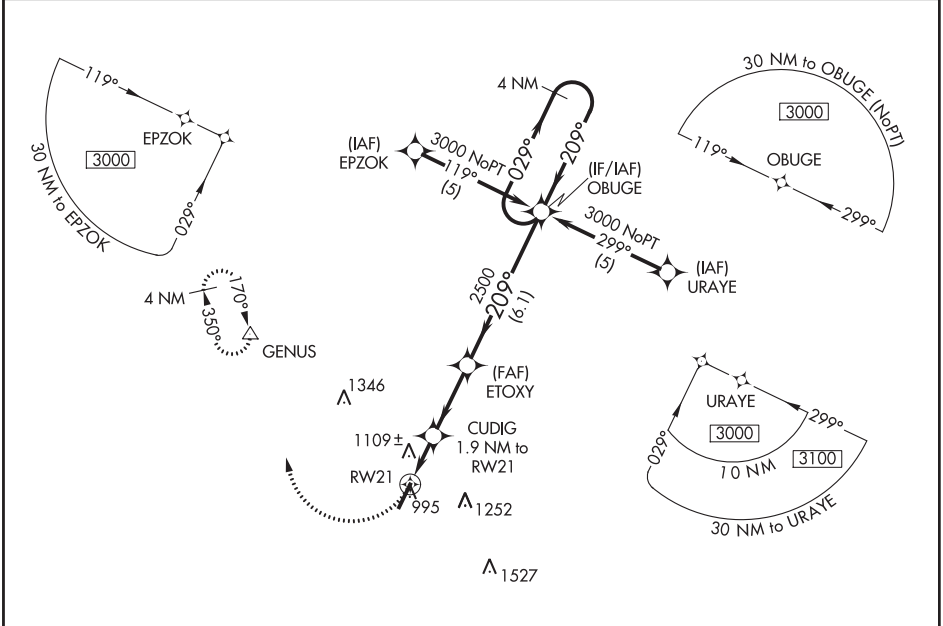 119°
EPZOK
3000
30 NM to EPZOK
029°
4 NM
170°
350°
GENUS
4 NM
029°
209°
(IAF)
EPZOK
3000 NoPT
119°
(5)
(IF/IAF)
OBUGE
3000 NoPT
299°
(5)
(IAF)
URAYE
2500
209°
(6.1)
(FAF)
ETOXY
1346
CUDIG
1.9 NM to
RW21
1109±
RW21
995
1252
1527
30 NM to OBUGE (NoPT)
3000
119°
OBUGE
299°
URAYE
299°
029°
3000
3100
10 NM
30 NM to URAYE